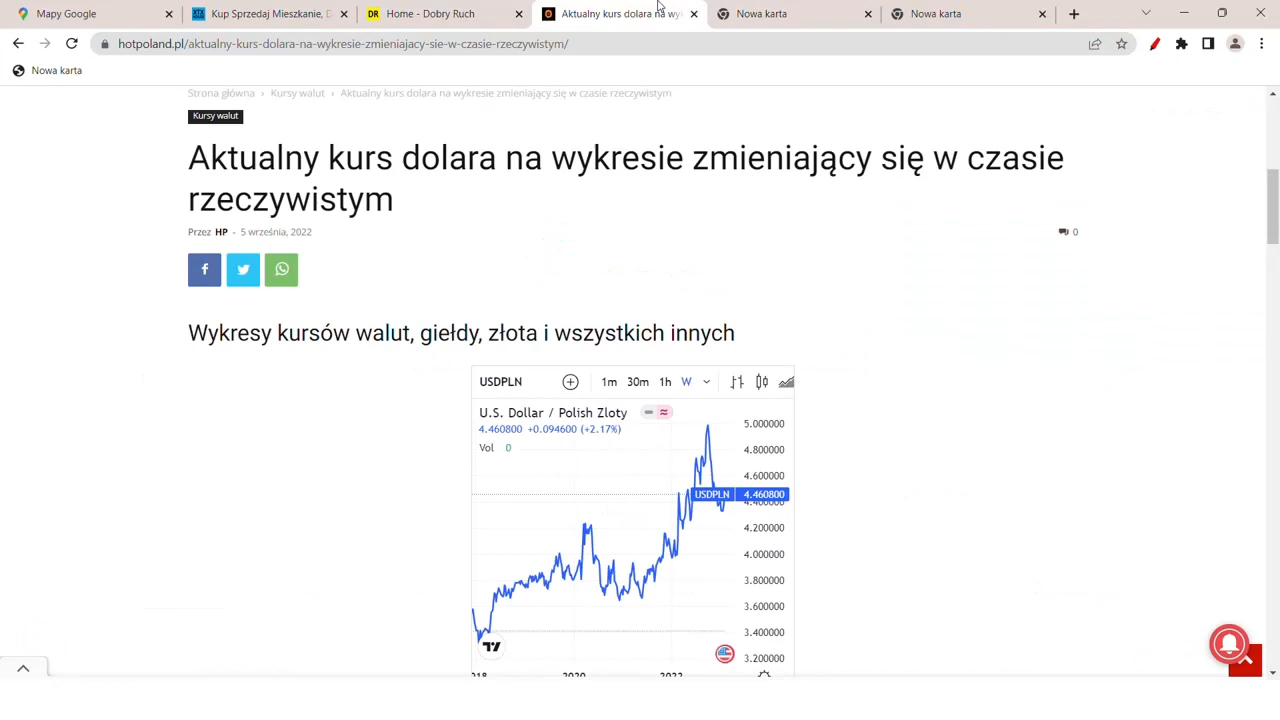 Mapy Google
Kup Sprzedaj Mieszkanie, D
DR Home - Dobry Ruch
Aktualny kurs dolara na wy
Nowa karta
Nowa karta
hotpoland.pl/aktualny-kurs-dolara-na-wykresie-zmieniajacy-sie-w-czasie-rzeczywistym/
Nowa karta
Strona główna › Kursy walut › Aktualny kurs dolara na wykresie zmieniający się w czasie rzeczywistym
Kursy walut
Aktualny kurs dolara na wykresie zmieniający się w czasie
rzeczywistym
Przez HP - 5 września, 2022
0
Wykresy kursów walut, giełdy, złota i wszystkich innych
USDPLN 1m 30m 1h W
U.S. Dollar / Polish Zloty
4.460800 +0.094600 (+2.17%)
Vol 0
5.000000
4.800000
4.600000
USDPLN 4.460800
4.400000
4.200000
4.000000
3.800000
3.600000
3.400000
3.200000
018 2020 2022